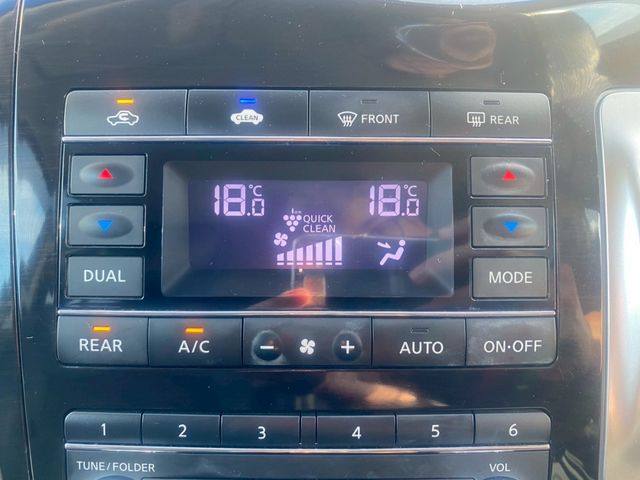 CLEAN
FRONT
REAR
18.0°C
18.0°C
QUICK
CLEAN
DUAL
MODE
REAR
A/C
AUTO
ON·OFF
1 2 3 4 5 6
TUNE/FOLDER
VOL